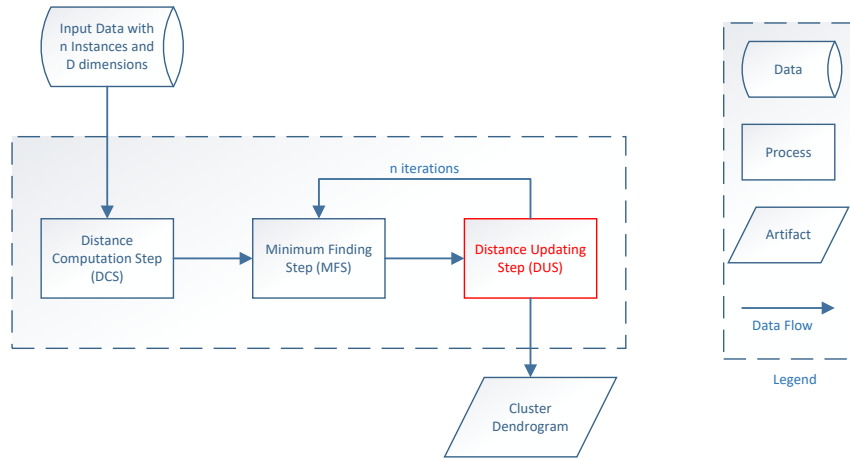 Input Data with
n Instances and
D dimensions
n iterations
Distance
Computation Step
(DCS)
Minimum Finding
Step (MFS)
Distance Updating
Step (DUS)
Cluster
Dendrogram
Data
Process
Artifact
Data Flow
Legend